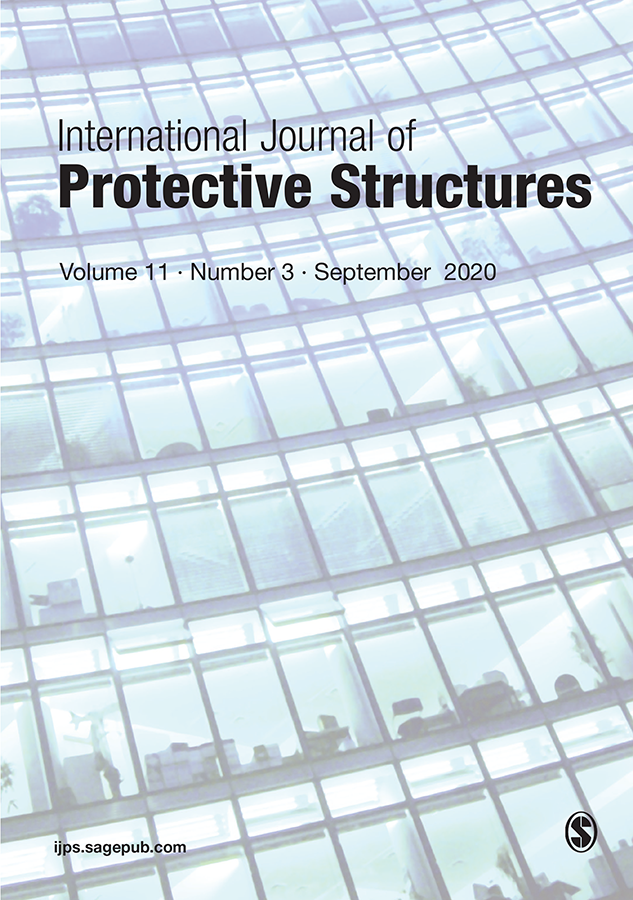 International Journal of
Protective Structures
Volume 11 · Number 3 · September 2020
ijps.sagepub.com
S